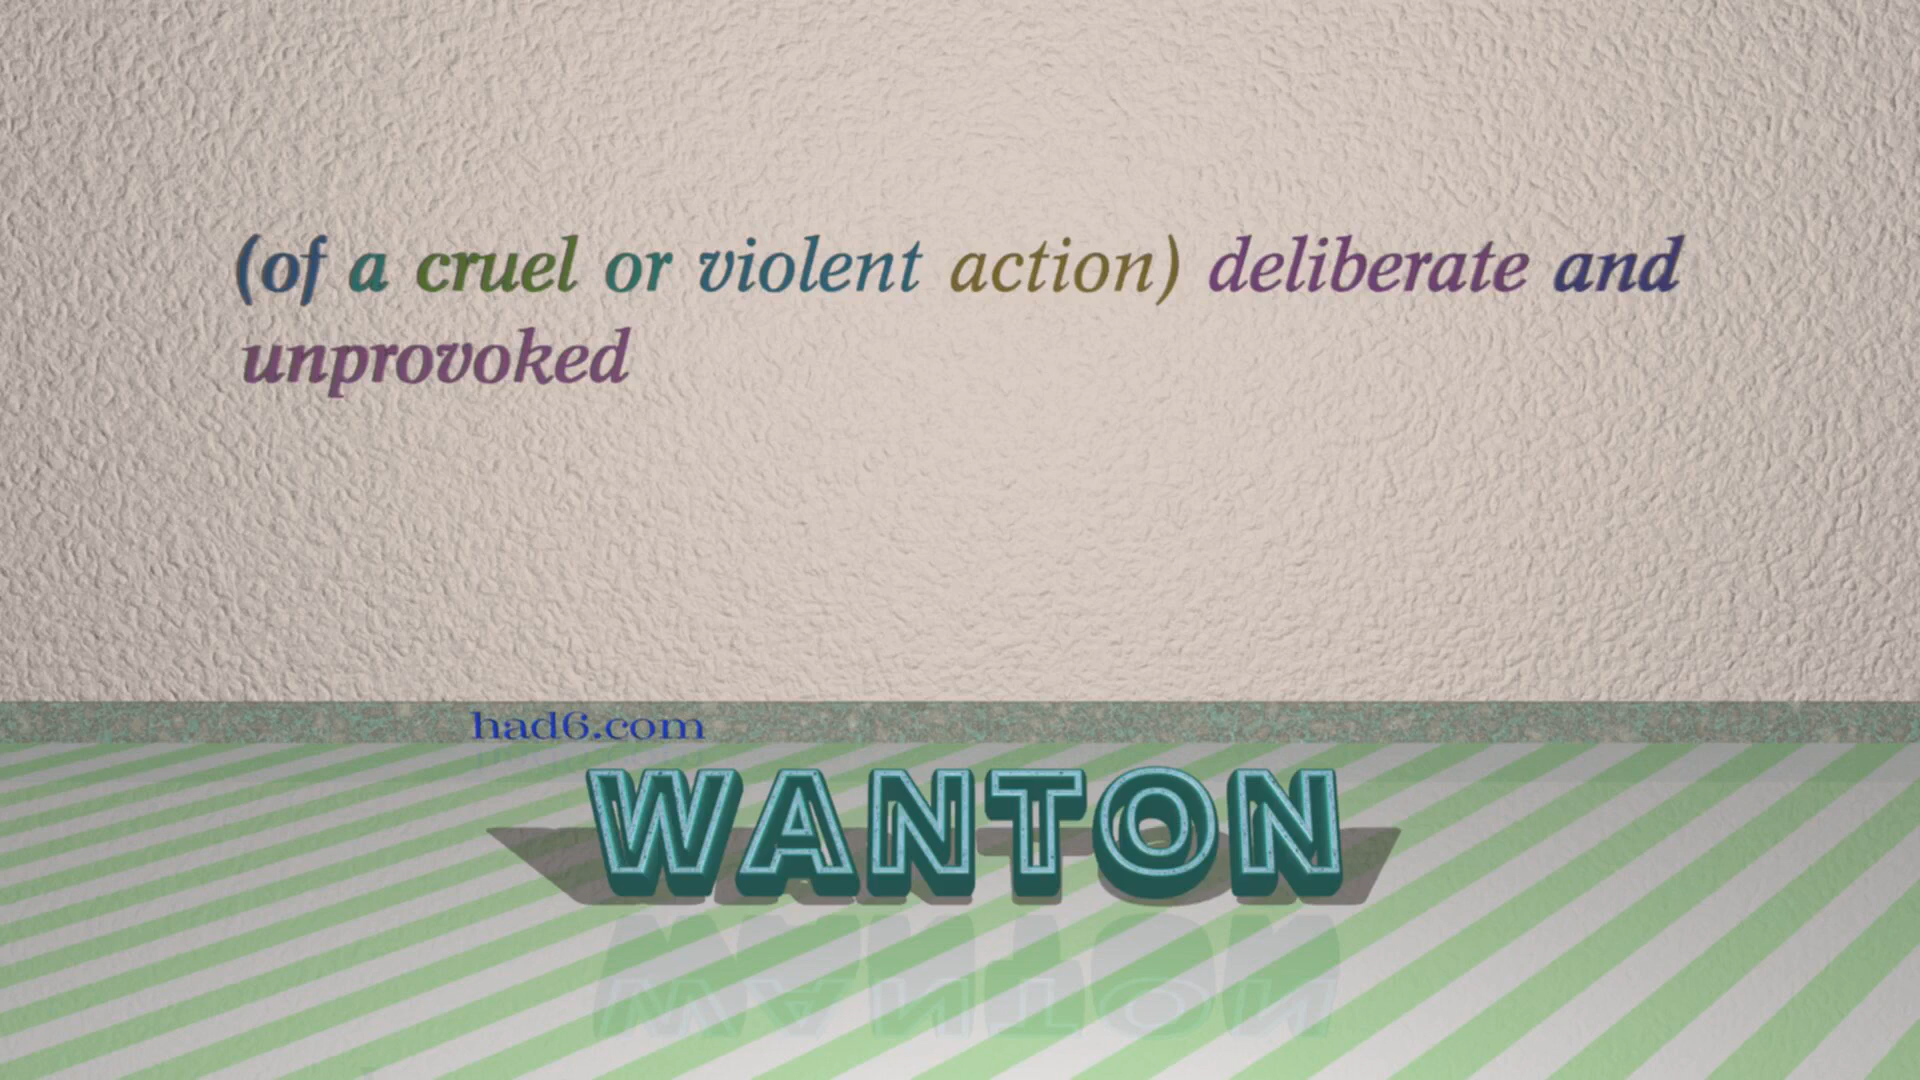 (of a cruel or violent action) deliberate and
unprovoked
had6.com
WANTON